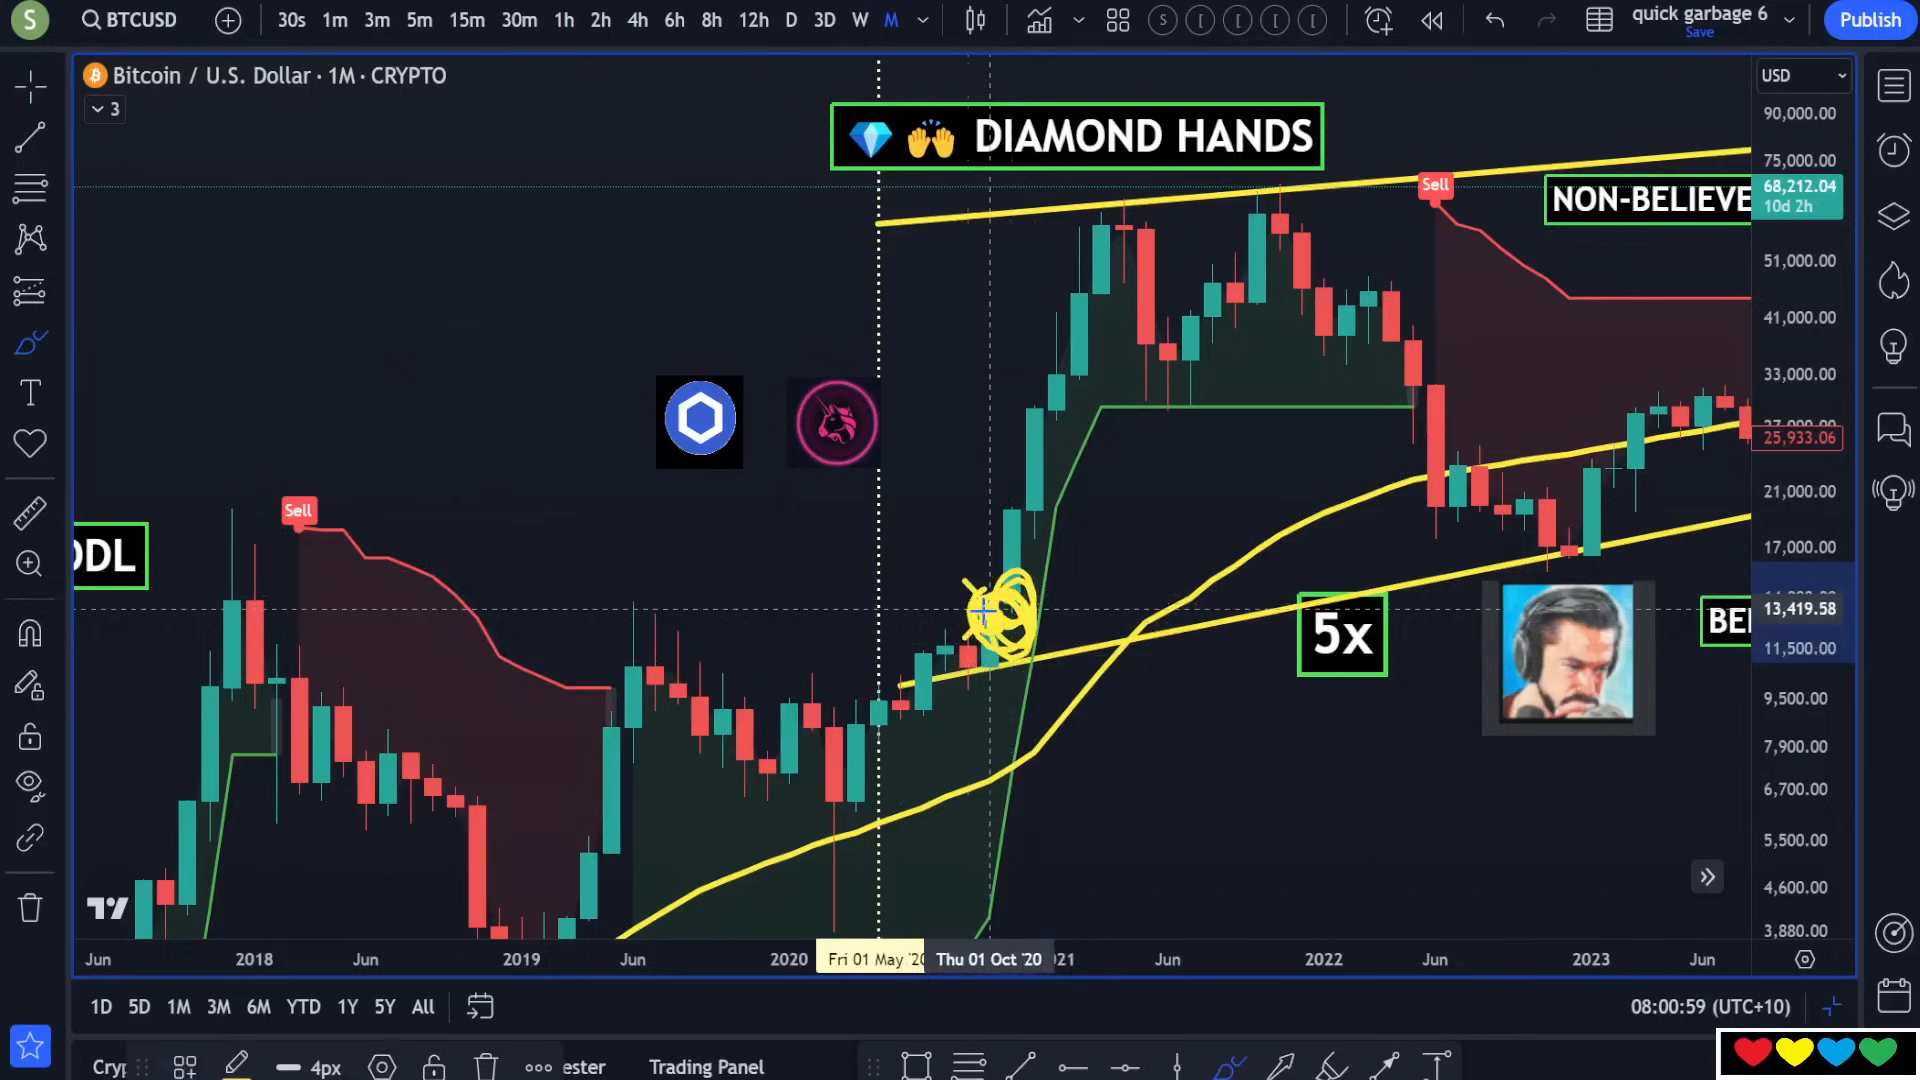 S
BTCUSD
30s 1m 3m 5m 15m 30m 1h 2h 4h 6h 8h 12h D 3D W M
S
quick garbage 6
Save
Publish
Bitcoin / U.S. Dollar · 1M · CRYPTO
3
USD
90,000.00
75,000.00
68,212.04
10d 2h
51,000.00
41,000.00
33,000.00
25,933.06
21,000.00
17,000.00
13,419.58
11,500.00
9,500.00
7,900.00
6,700.00
5,500.00
4,600.00
3,880.00
💎 🙌 DIAMOND HANDS
Sell
NON-BELIEVE
Sell
DDL
5x
BE
Jun 2018 Jun 2019 Jun 2020 Fri 01 May '20 Thu 01 Oct '20 21 Jun 2022 Jun 2023 Jun
1D 5D 1M 3M 6M YTD 1Y 5Y All
08:00:59 (UTC+10)
Cry
4px
ester
Trading Panel